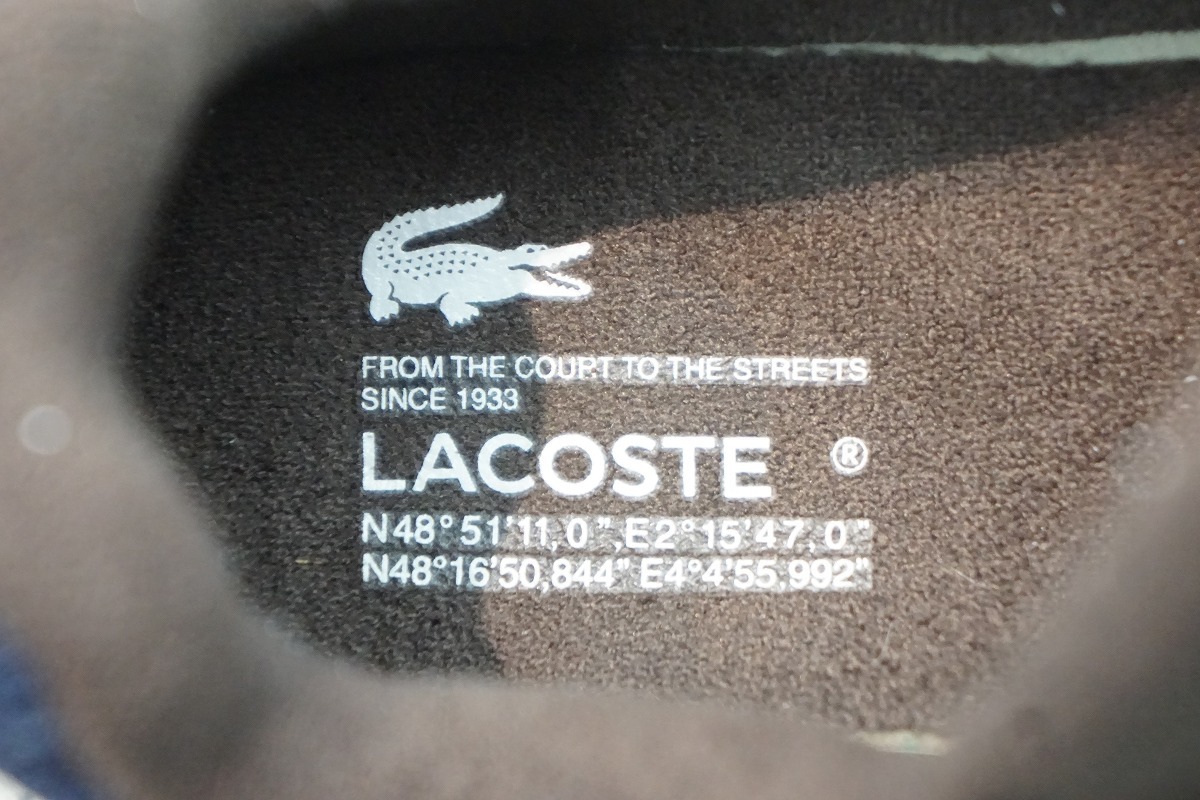 FROM THE COURT TO THE STREETS
SINCE 1933
LACOSTE ®
N48°51'11,0",E2°15'47,0"
N48°16'50,844" E4°4'55.992"